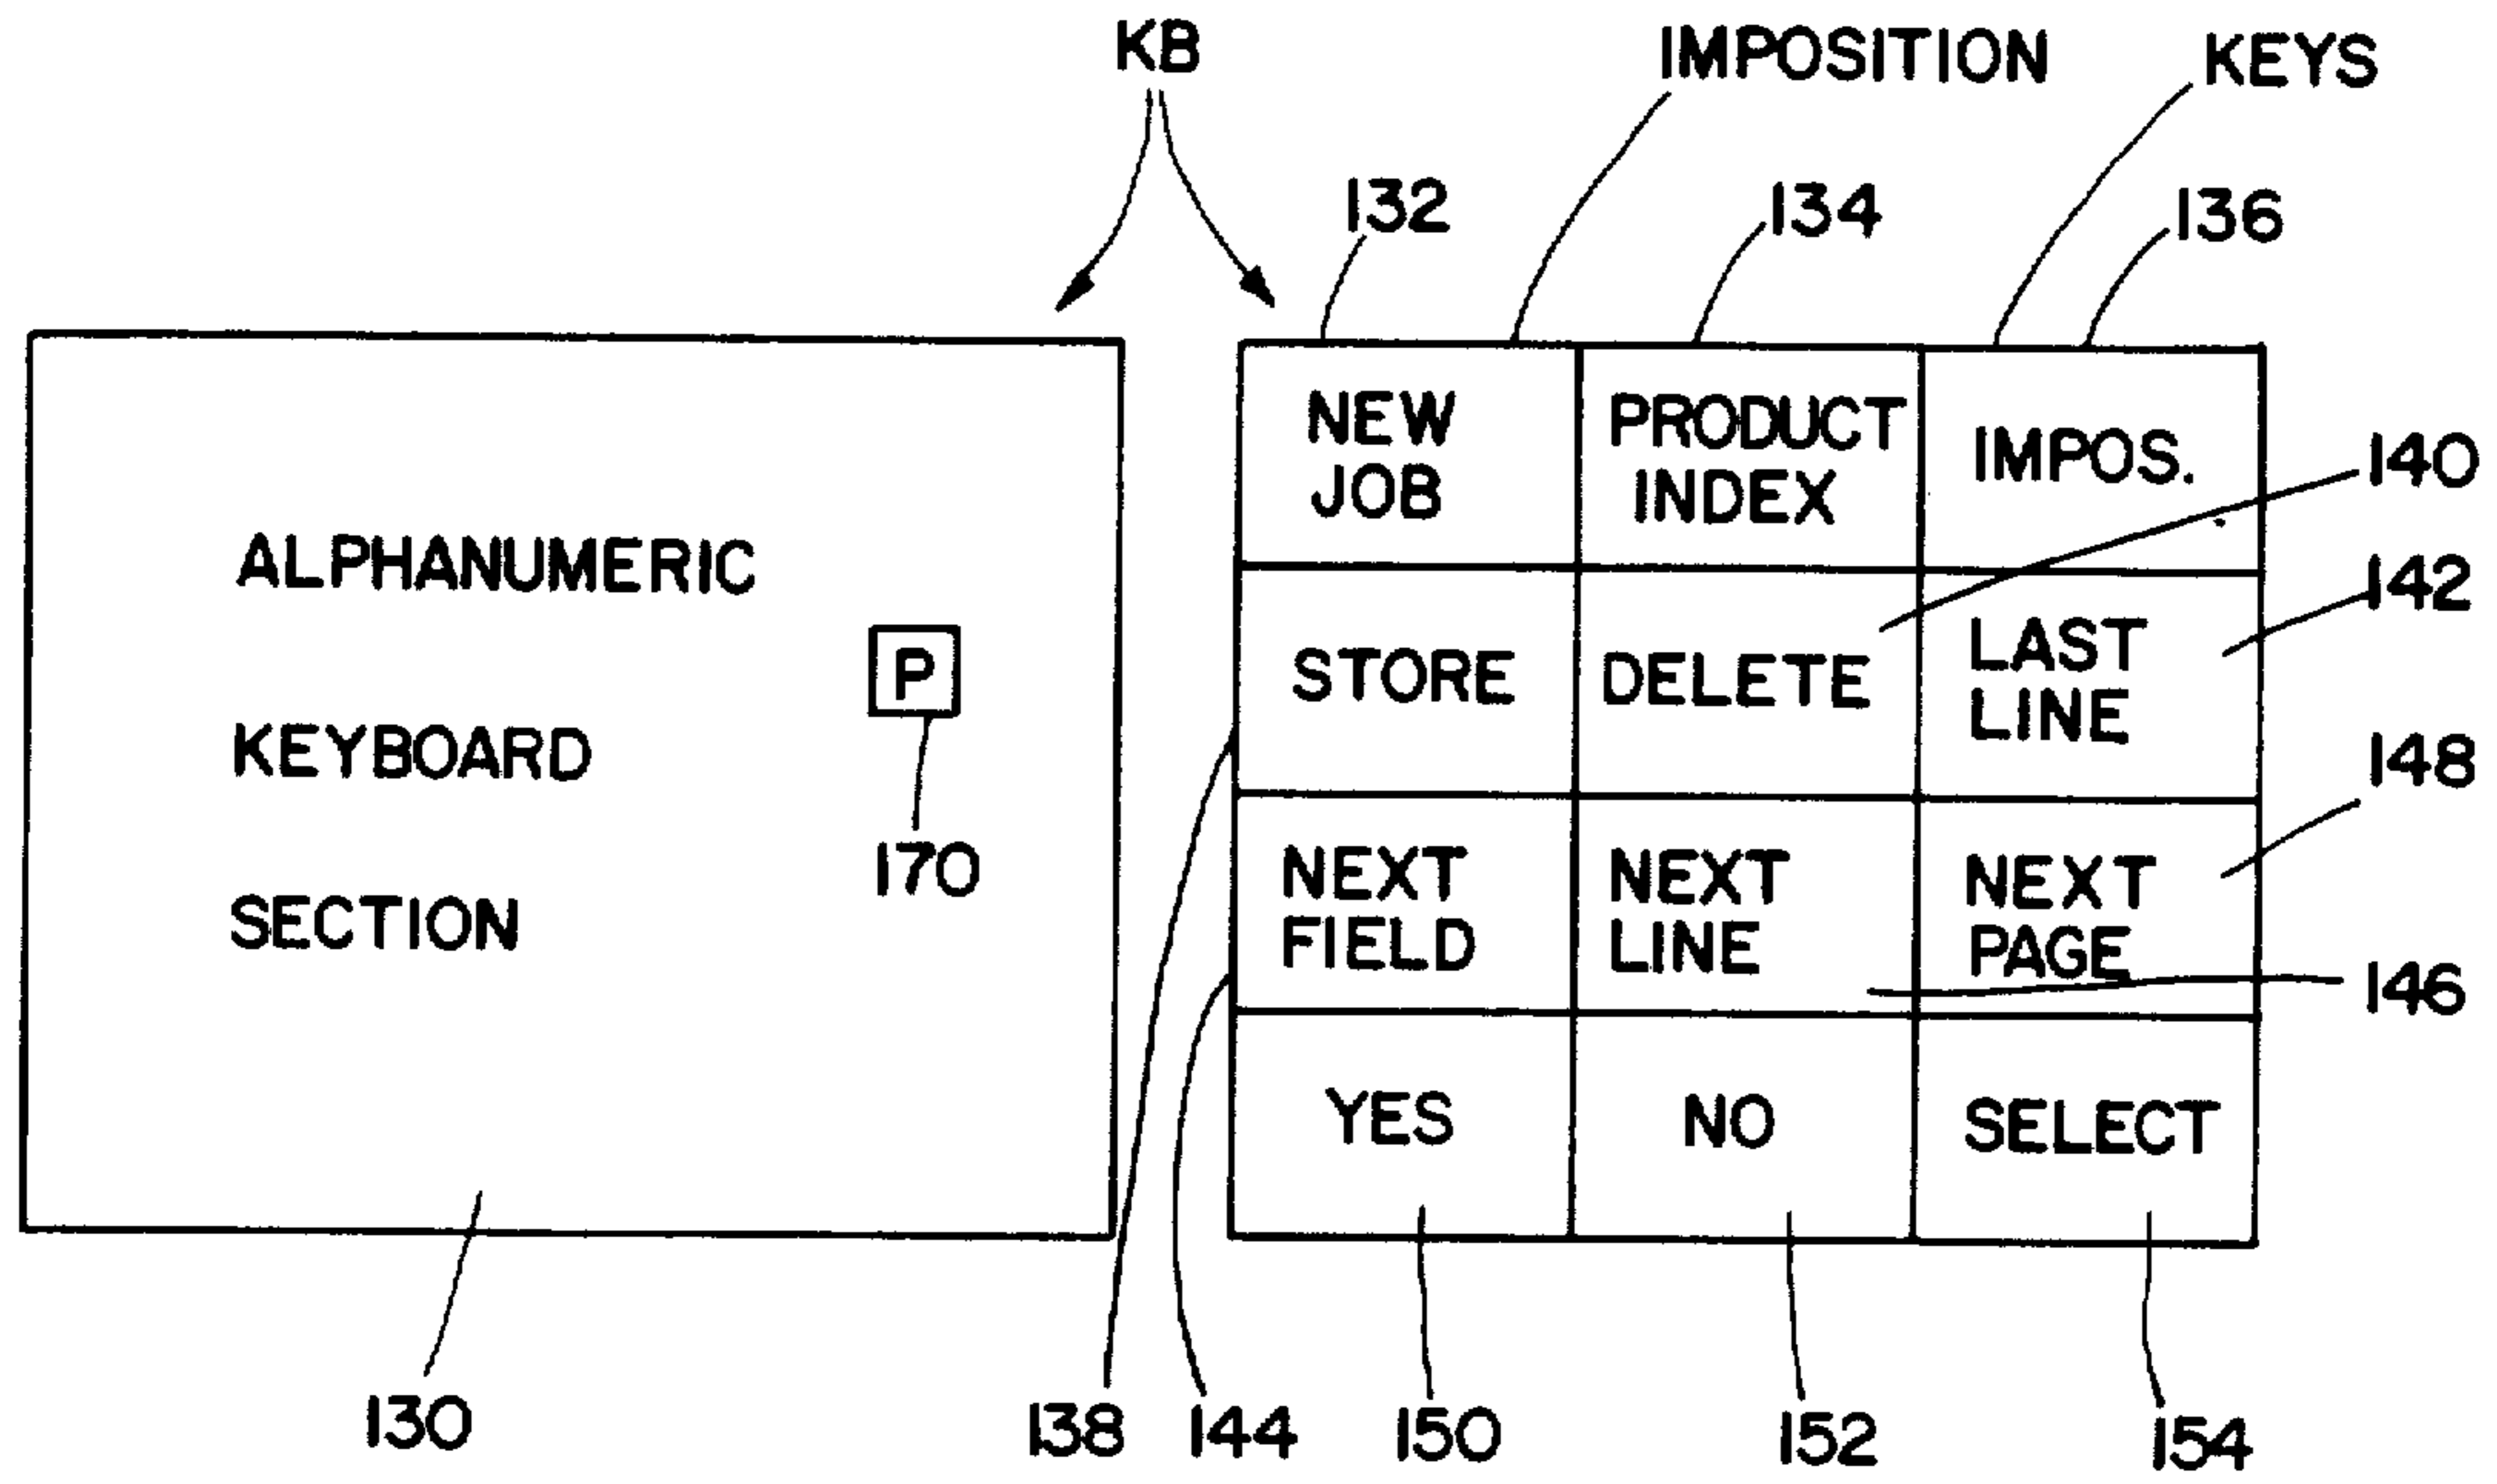 KB
IMPOSITION KEYS
132
134
136
NEW
JOB
PRODUCT
INDEX
IMPOS.
140
142
ALPHANUMERIC
KEYBOARD
SECTION
P
170
STORE
DELETE
LAST
LINE
148
NEXT
FIELD
NEXT
LINE
NEXT
PAGE
146
YES
NO
SELECT
130
138
144
150
152
154